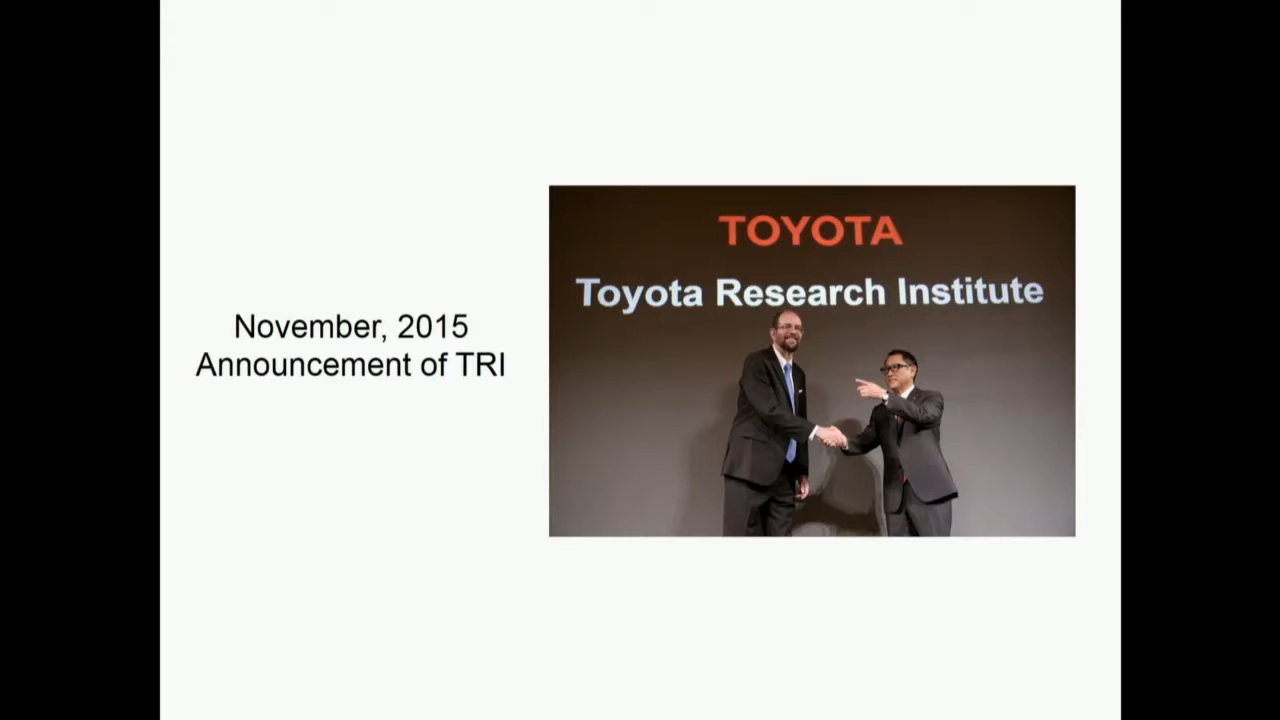 November, 2015
Announcement of TRI
TOYOTA
Toyota Research Institute